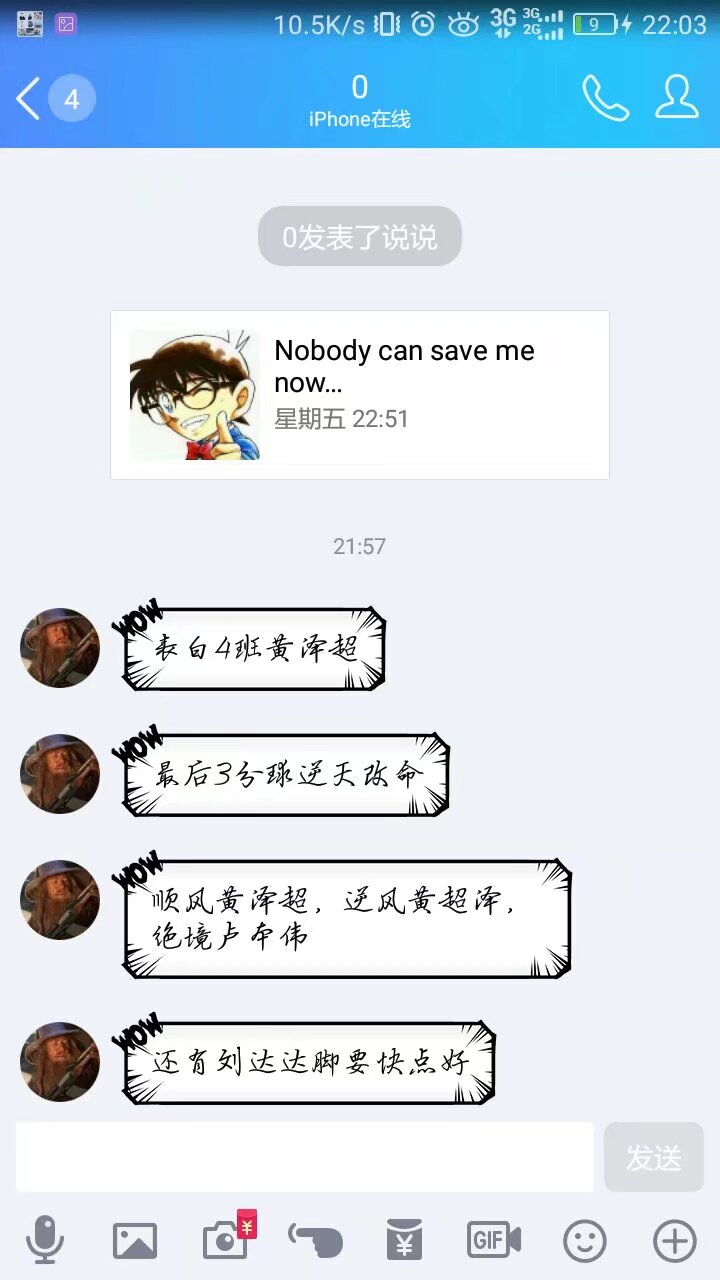 10.5K/s 3G 3G 2G 9 22:03
4
0
iPhone在线
0发表了说说
Nobody can save me
now...
星期五 22:51
21:57
WOW
表白4班黄泽超
WOW
最后3分球逆天改命
WOW
顺风黄泽超，逆风黄超泽，
绝境卢本伟
WOW
还有刘达达脚要快点好
发送
¥
¥
GIF